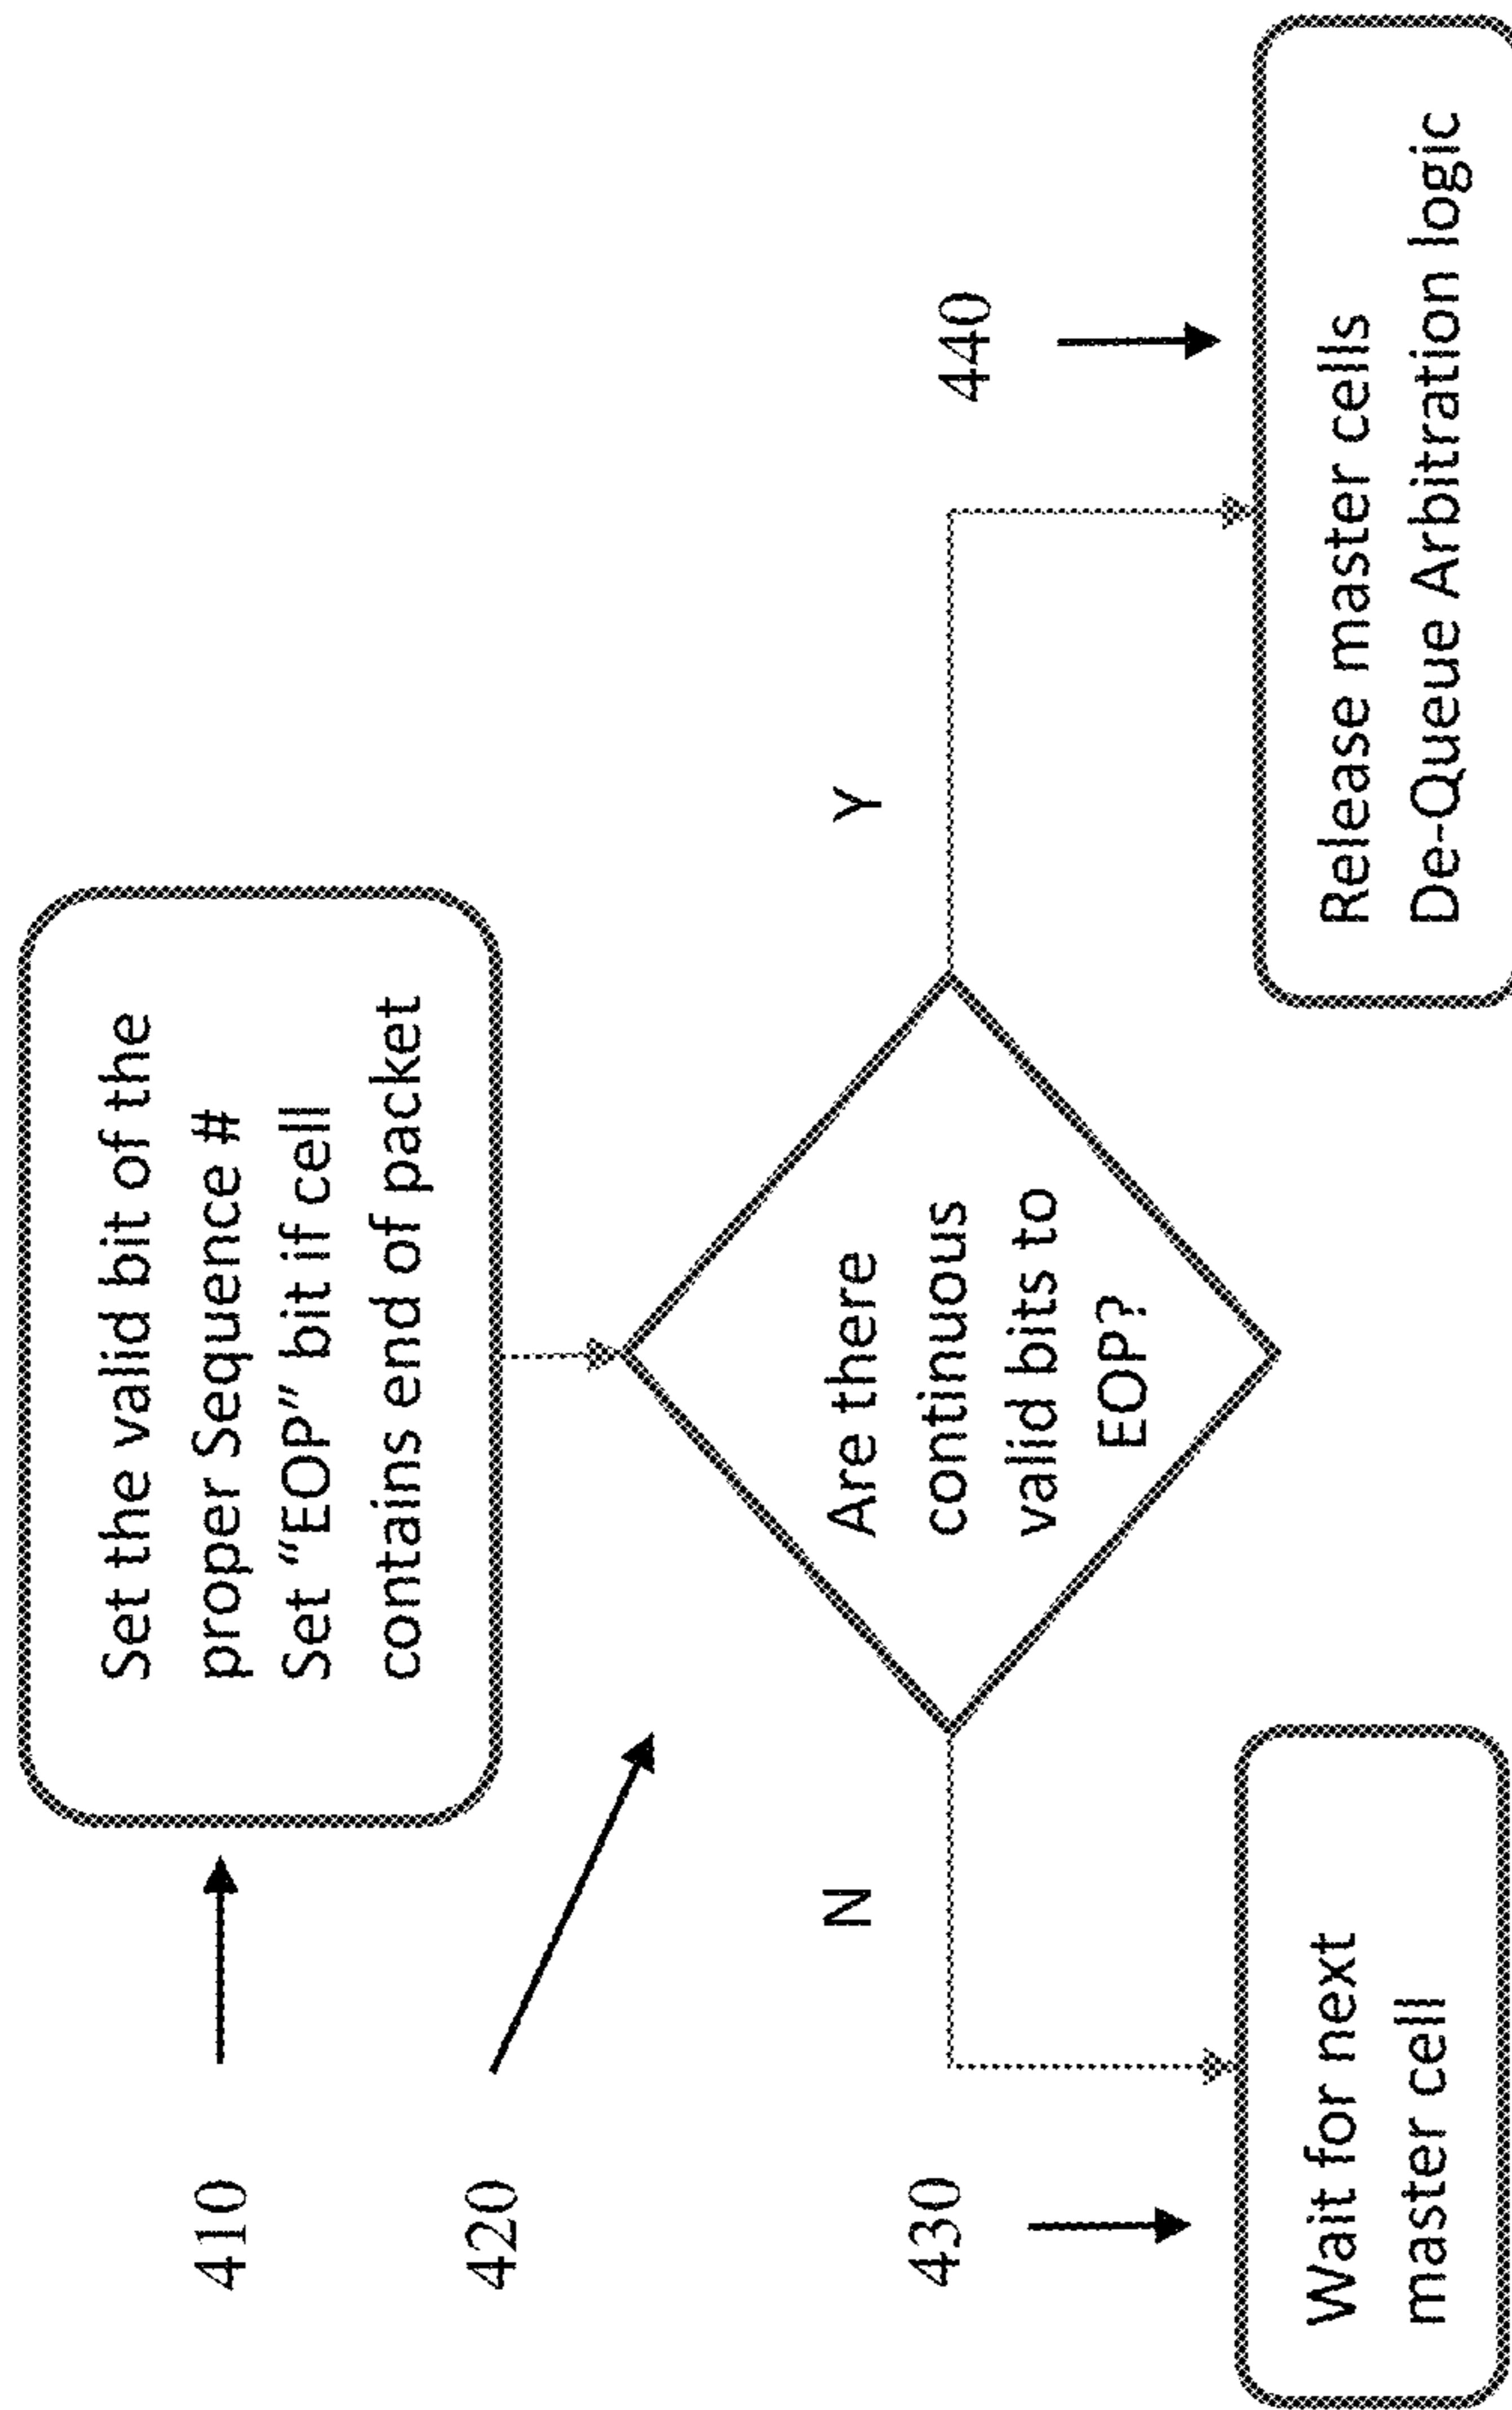 410
Set the valid bit of the
proper Sequence #
Set “EOP” bit if cell
contains end of packet
420
Are there
continuous
valid bits to
EOP?
N
Y
430
Wait for next
master cell
440
Release master cells
De-Queue Arbitration logic